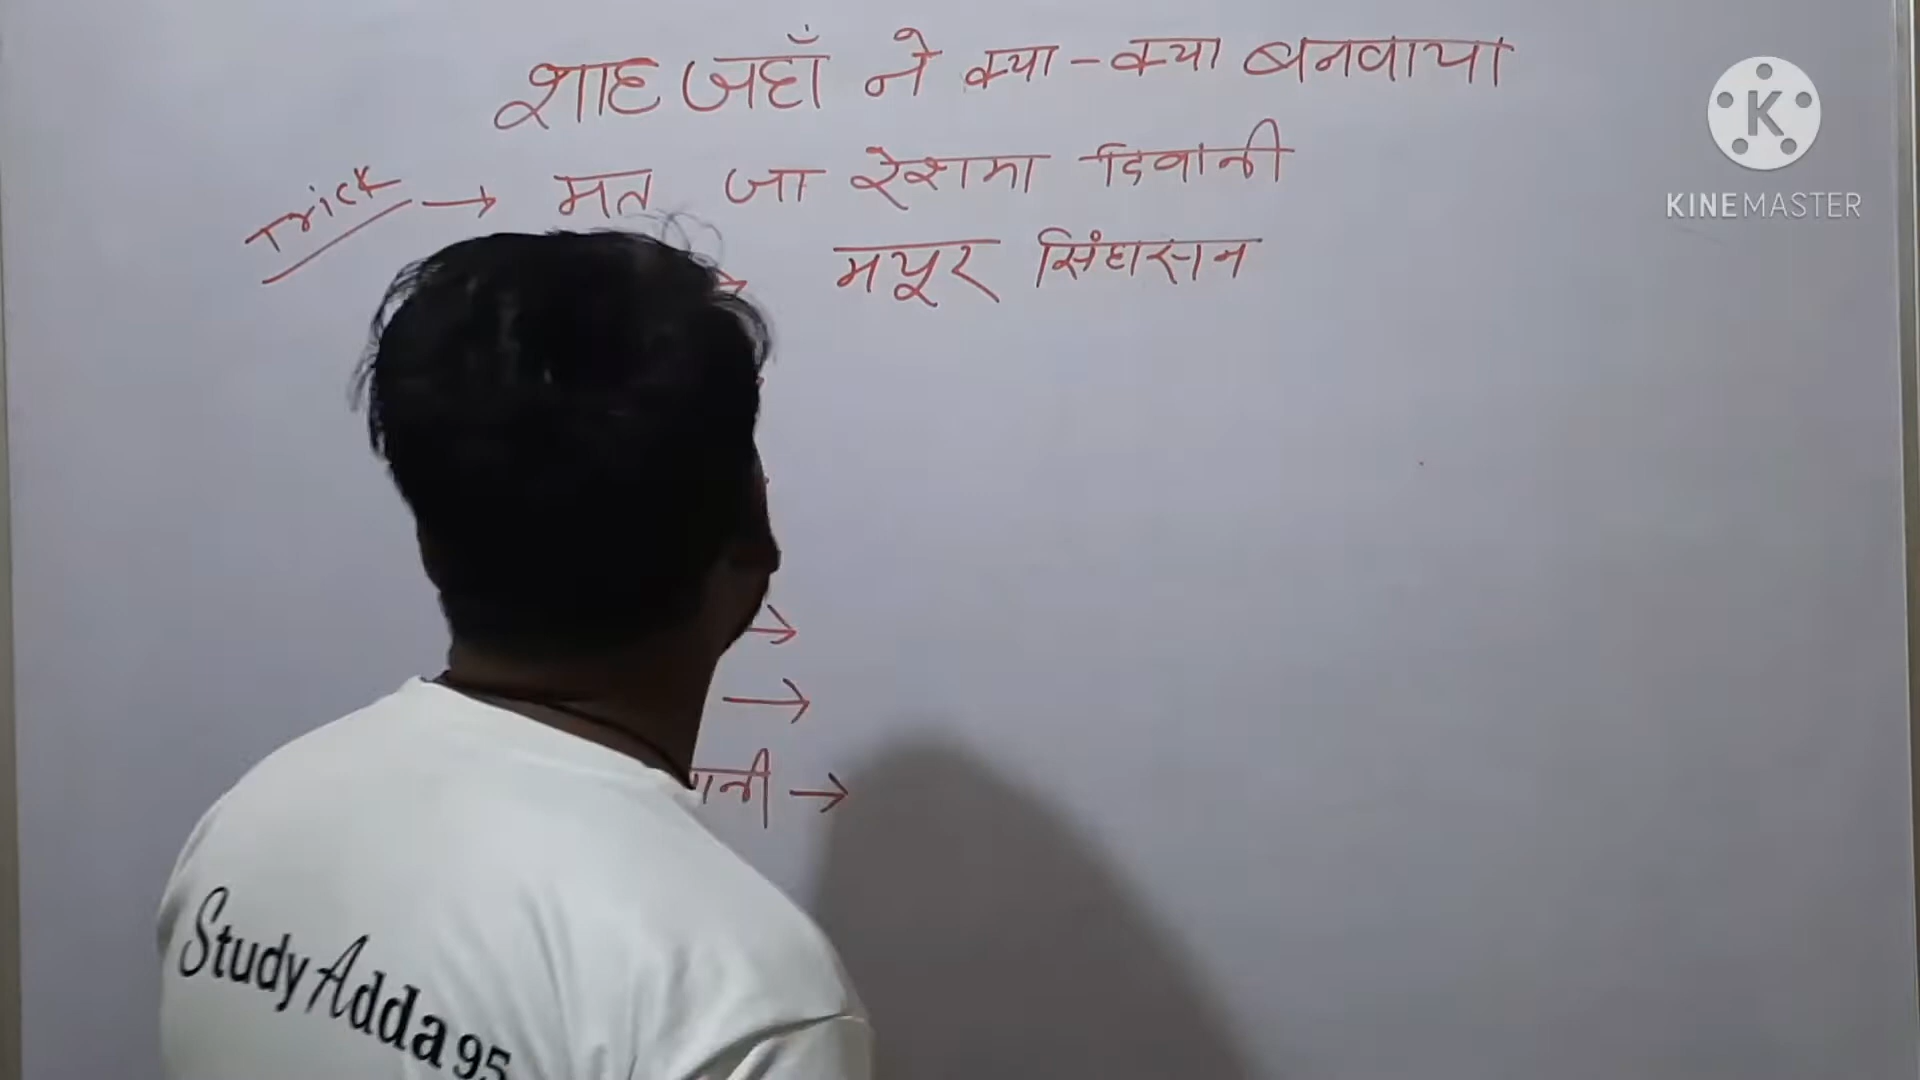 शाहजहाँ ने क्या-क्या बनवाया
Trick → मत जा रेशमा दिवानी
→ मयूर सिंघासन
→
→
ानी →
K
KINEMASTER
Study Adda 95